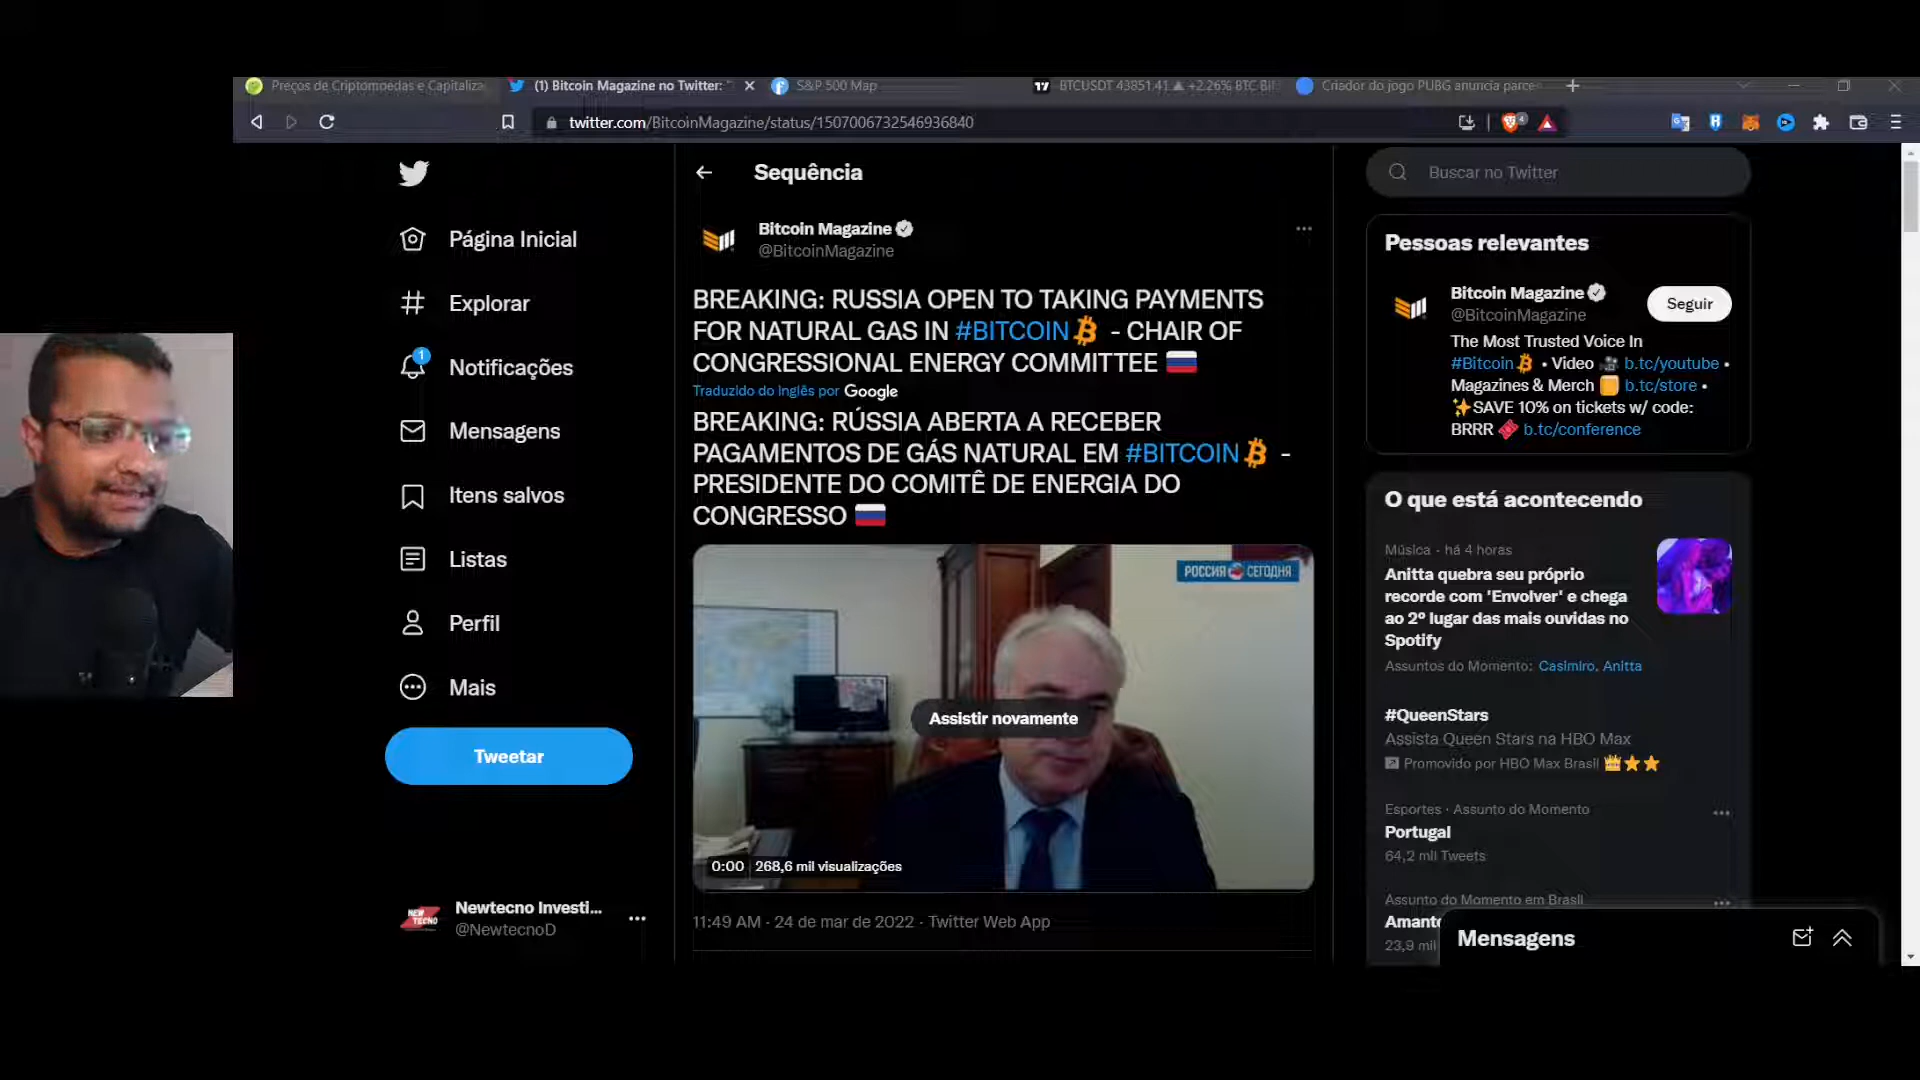 Preços de Criptomoedas e Capitaliza
(1) Bitcoin Magazine no Twitter: "
S&P 500 Map
BTCUSDT 43851.41 ▲ +2.26% BTC Bi
Criador do jogo PUBG anuncia parce
twitter.com/BitcoinMagazine/status/1507006732546936840
Página Inicial
Explorar
1
Notificações
Mensagens
Itens salvos
Listas
Perfil
Mais
Tweetar
NEW TECNO
Newtecno Investi...
@NewtecnoD
Sequência
Bitcoin Magazine
@BitcoinMagazine
BREAKING: RUSSIA OPEN TO TAKING PAYMENTS
FOR NATURAL GAS IN #BITCOIN - CHAIR OF
CONGRESSIONAL ENERGY COMMITTEE 🇷🇺
Traduzido do Inglês por Google
BREAKING: RÚSSIA ABERTA A RECEBER
PAGAMENTOS DE GÁS NATURAL EM #BITCOIN -
PRESIDENTE DO COMITÊ DE ENERGIA DO
CONGRESSO 🇷🇺
РОССИЯ СЕГОДНЯ
Assistir novamente
0:00 268,6 mil visualizações
11:49 AM · 24 de mar de 2022 · Twitter Web App
Buscar no Twitter
Pessoas relevantes
Bitcoin Magazine
@BitcoinMagazine
Seguir
The Most Trusted Voice In
#Bitcoin • Video 🎥 b.tc/youtube •
Magazines & Merch 📔 b.tc/store •
✨SAVE 10% on tickets w/ code:
BRRR 🎟️ b.tc/conference
O que está acontecendo
Música · há 4 horas
Anitta quebra seu próprio
recorde com 'Envolver' e chega
ao 2º lugar das mais ouvidas no
Spotify
Assuntos do Momento: Casimiro, Anitta
#QueenStars
Assista Queen Stars na HBO Max
Promovido por HBO Max Brasil 👑⭐⭐
Esportes · Assunto do Momento
Portugal
64,2 mil Tweets
Assunto do Momento em Brasil
Amant
23,9 mil
Mensagens